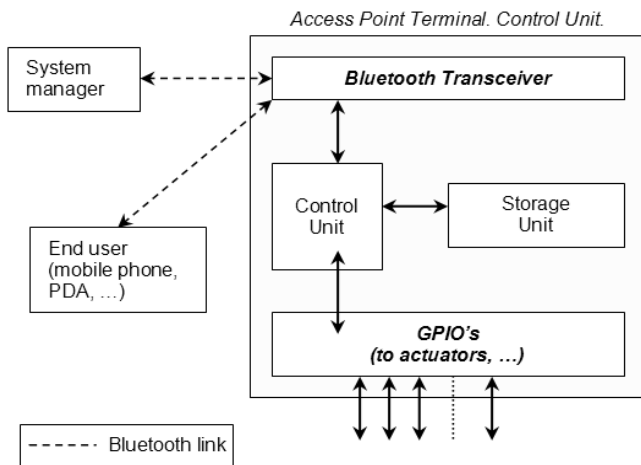 Access Point Terminal. Control Unit.
System
manager
Bluetooth Transceiver
Control
Unit
Storage
Unit
End user
(mobile phone,
PDA, …)
GPIO's
(to actuators, …)
Bluetooth link